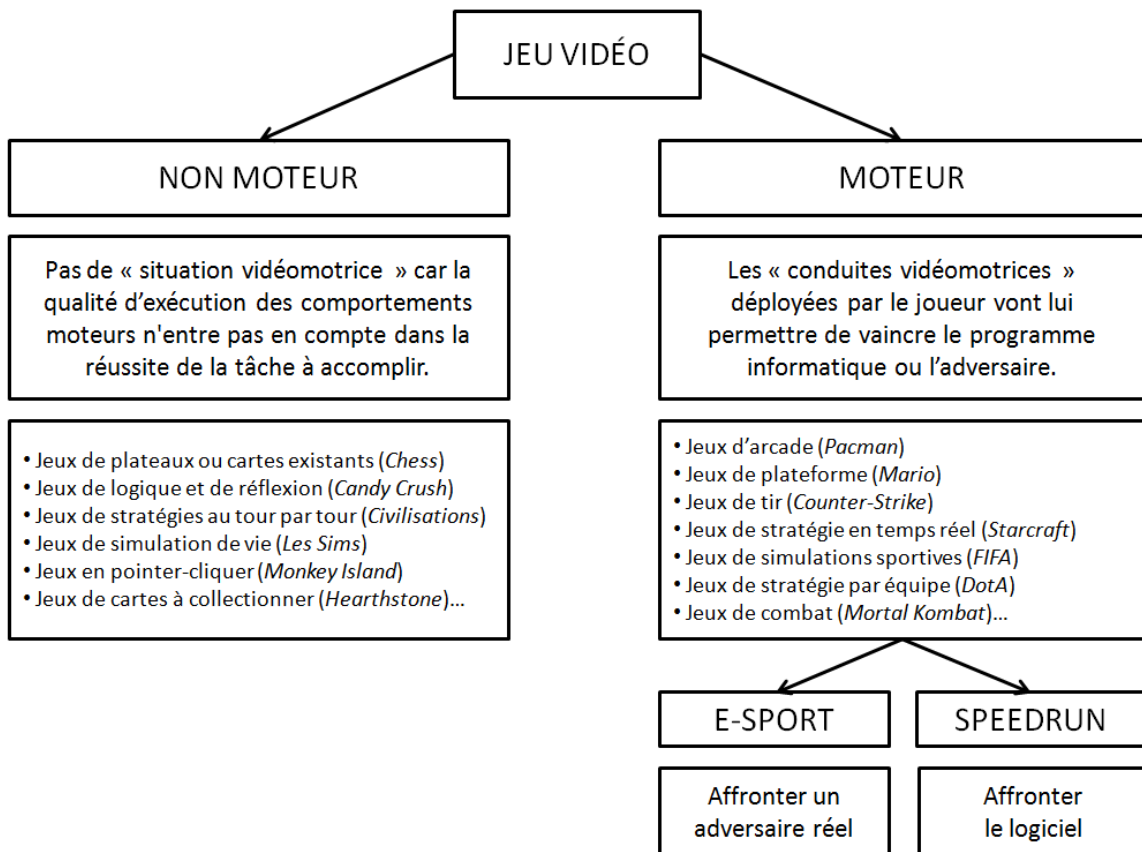 JEU VIDÉO
NON MOTEUR
Pas de « situation vidéomotrice » car la
qualité d’exécution des comportements
moteurs n'entre pas en compte dans la
réussite de la tâche à accomplir.
• Jeux de plateaux ou cartes existants (Chess)
• Jeux de logique et de réflexion (Candy Crush)
• Jeux de stratégies au tour par tour (Civilisations)
• Jeux de simulation de vie (Les Sims)
• Jeux en pointer-cliquer (Monkey Island)
• Jeux de cartes à collectionner (Hearthstone)…
MOTEUR
Les « conduites vidéomotrices »
déployées par le joueur vont lui
permettre de vaincre le programme
informatique ou l’adversaire.
• Jeux d’arcade (Pacman)
• Jeux de plateforme (Mario)
• Jeux de tir (Counter-Strike)
• Jeux de stratégie en temps réel (Starcraft)
• Jeux de simulations sportives (FIFA)
• Jeux de stratégie par équipe (DotA)
• Jeux de combat (Mortal Kombat)…
E-SPORT
Affronter un
adversaire réel
SPEEDRUN
Affronter
le logiciel